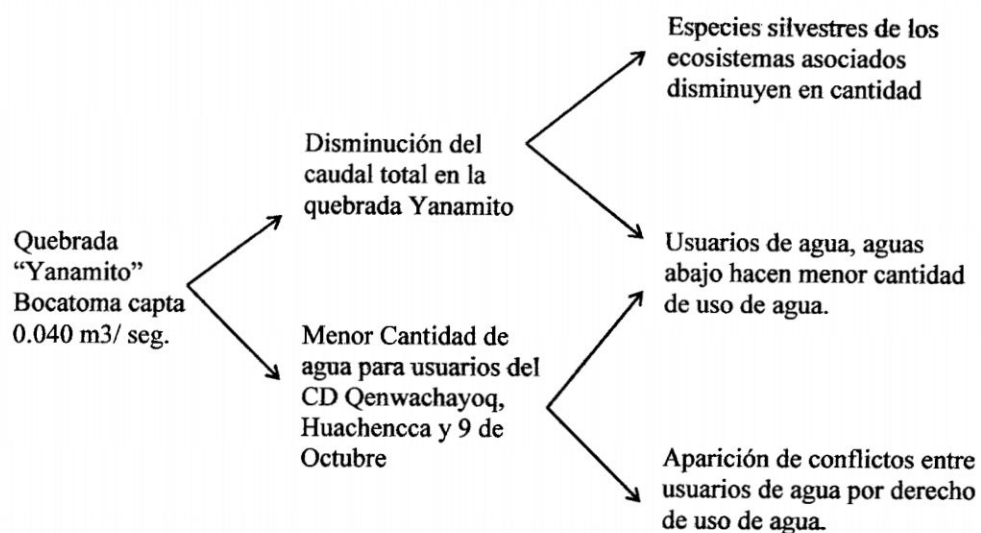 Quebrada
“Yanamito”
Bocatoma capta
0.040 m3/ seg.
Disminución del
caudal total en la
quebrada Yanamito
Menor Cantidad de
agua para usuarios del
CD Qenwachayoq,
Huachencca y 9 de
Octubre
Especies silvestres de los
ecosistemas asociados
disminuyen en cantidad
Usuarios de agua, aguas
abajo hacen menor cantidad
de uso de agua.
Aparición de conflictos entre
usuarios de agua por derecho
de uso de agua.